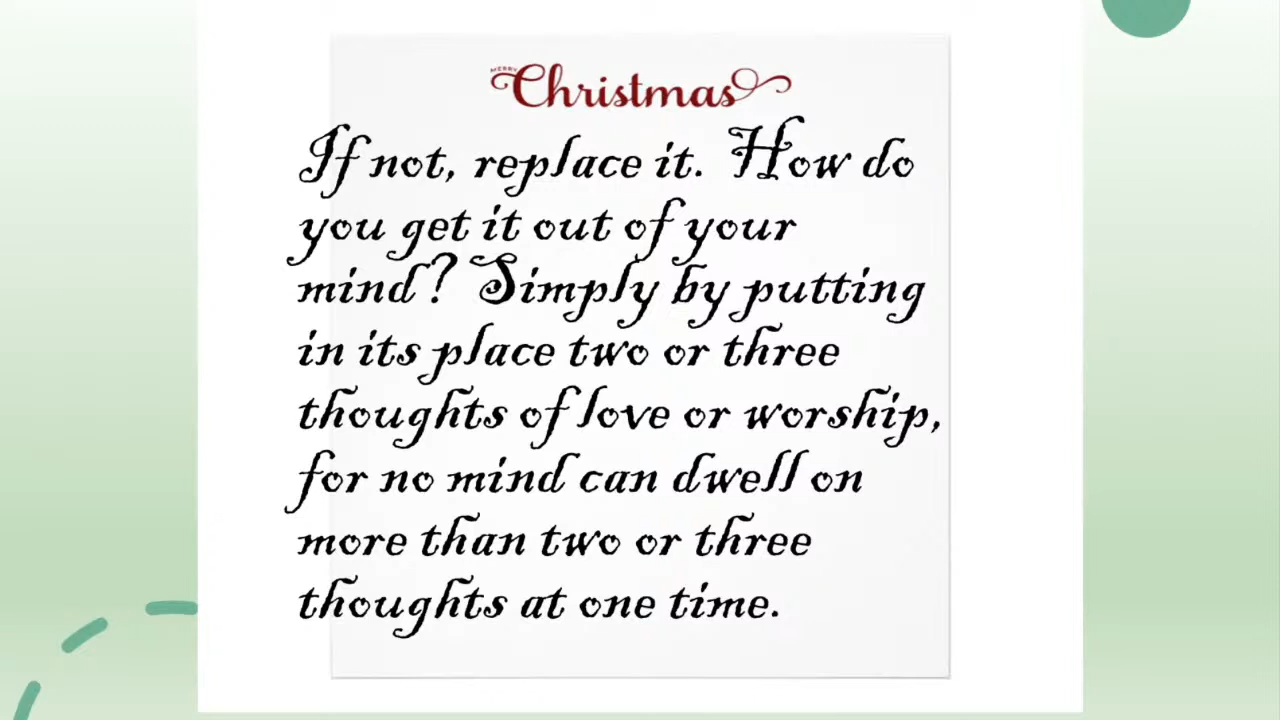 MERRY
Christmas
If not, replace it. How do
you get it out of your
mind? Simply by putting
in its place two or three
thoughts of love or worship,
for no mind can dwell on
more than two or three
thoughts at one time.